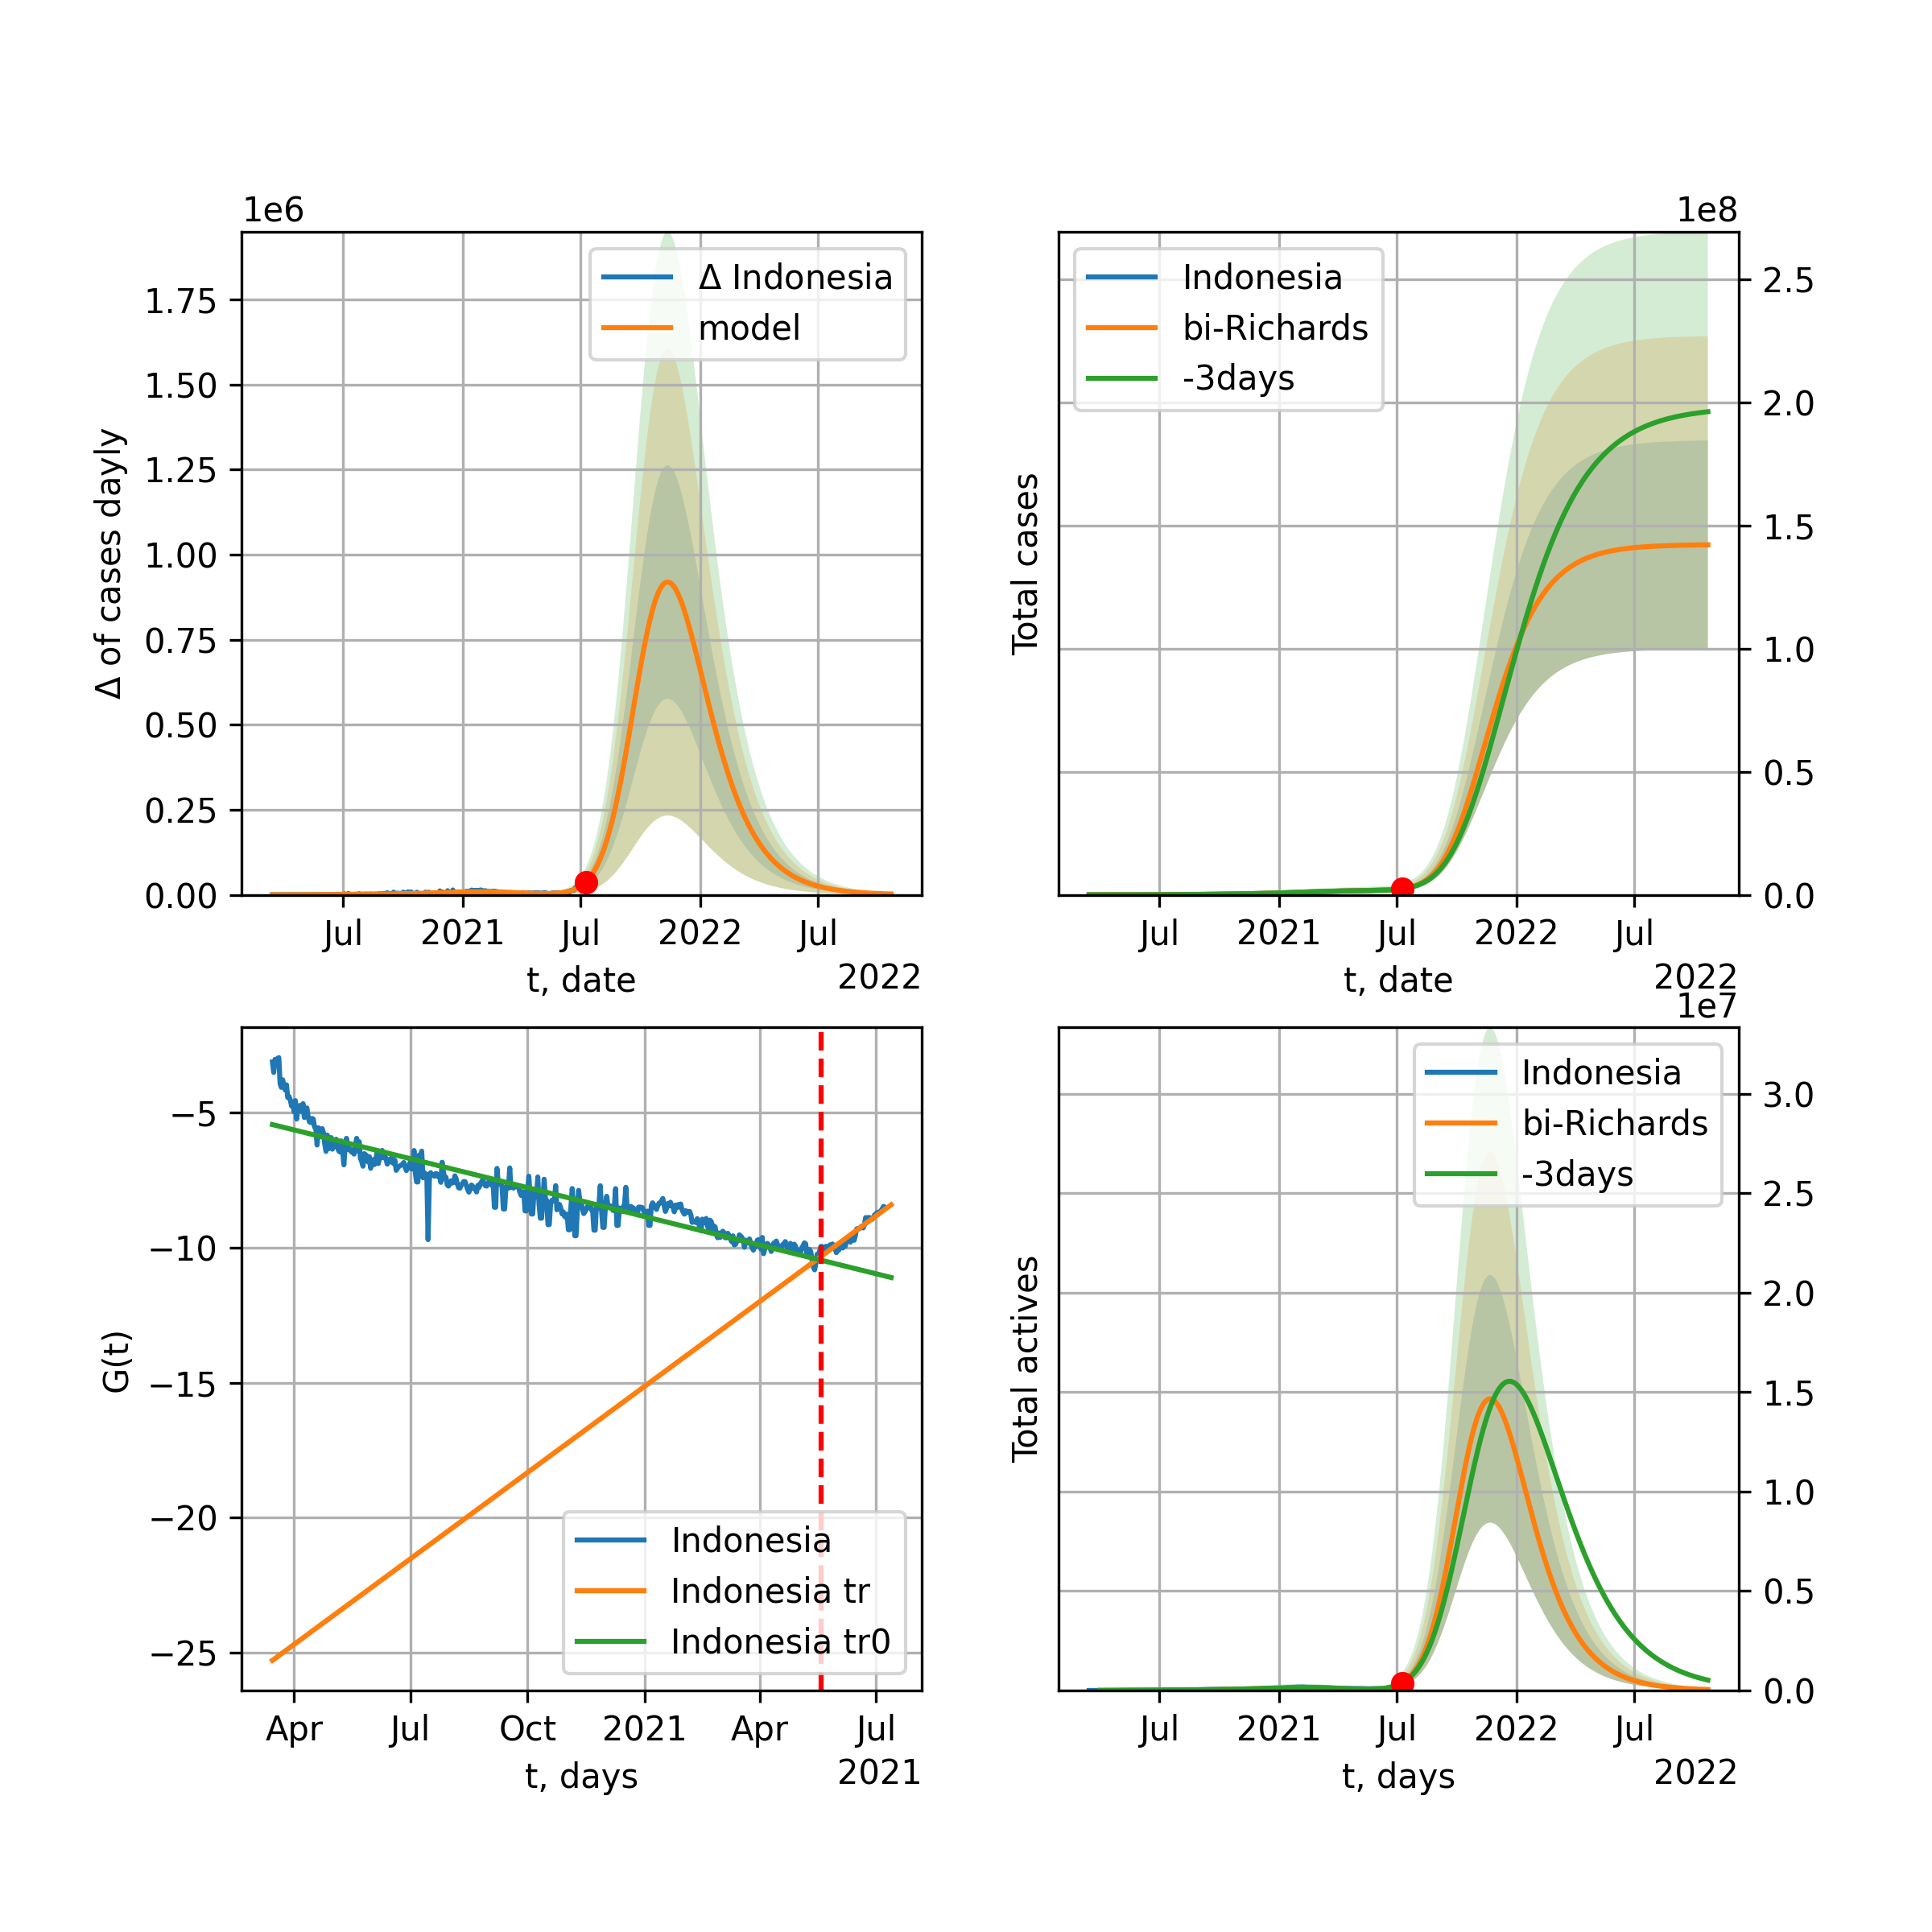 1e6
Δ of cases dayly
1.75
1.50
1.25
1.00
0.75
0.50
0.25
0.00
Δ Indonesia
model
Jul
2021
Jul
2022
Jul
t, date
2022
1e8
Total cases
Indonesia
bi-Richards
-3days
2.5
2.0
1.5
1.0
0.5
0.0
Jul
2021
Jul
2022
Jul
t, date
2022
G(t)
−5
−10
−15
−20
−25
Indonesia
Indonesia tr
Indonesia tr0
Apr
Jul
Oct
2021
Apr
Jul
t, days
2021
1e7
Total actives
Indonesia
bi-Richards
-3days
3.0
2.5
2.0
1.5
1.0
0.5
0.0
Jul
2021
Jul
2022
Jul
t, days
2022